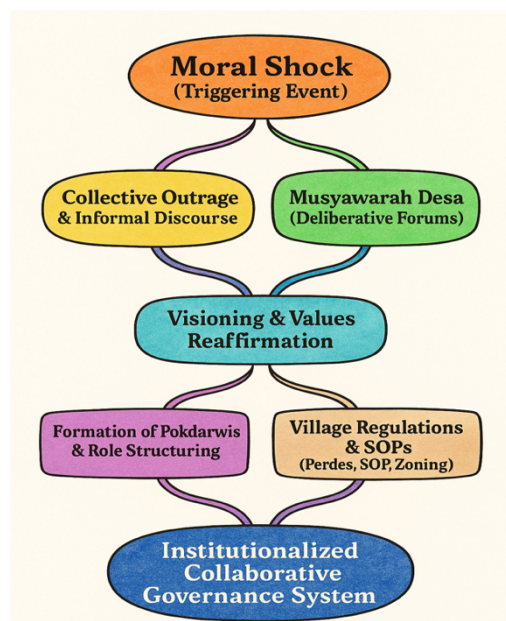 Moral Shock
(Triggering Event)
Collective Outrage
& Informal Discourse
Musyawarah Desa
(Deliberative Forums)
Visioning & Values
Reaffirmation
Formation of Pokdarwis
& Role Structuring
Village Regulations
& SOPs
(Perdes, SOP, Zoning)
Institutionalized
Collaborative
Governance System